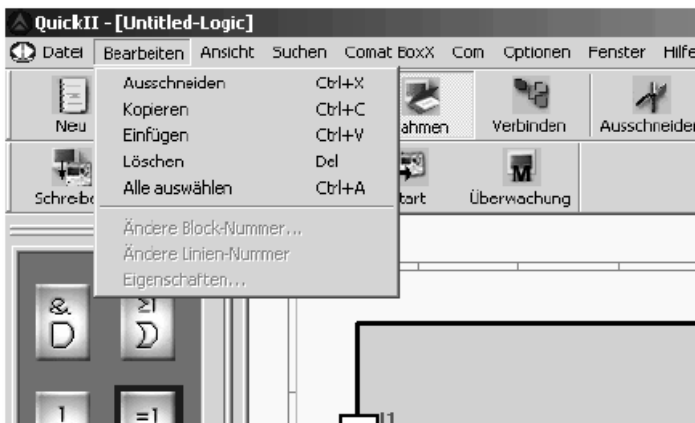 QuickII - [Untitled-Logic]
Datei Bearbeiten Ansicht Suchen Comat BoxX Com Optionen Fenster Hilfe
Ausschneiden Ctrl+X
Kopieren Ctrl+C
Einfügen Ctrl+V
Löschen Del
Alle auswählen Ctrl+A
Ändere Block-Nummer...
Ändere Linien-Nummer
Eigenschaften...
Neu
ahmen
Verbinden
Ausschneiden
Schreibe
tart
Überwachung
M
&
≥1
1
=1
I1